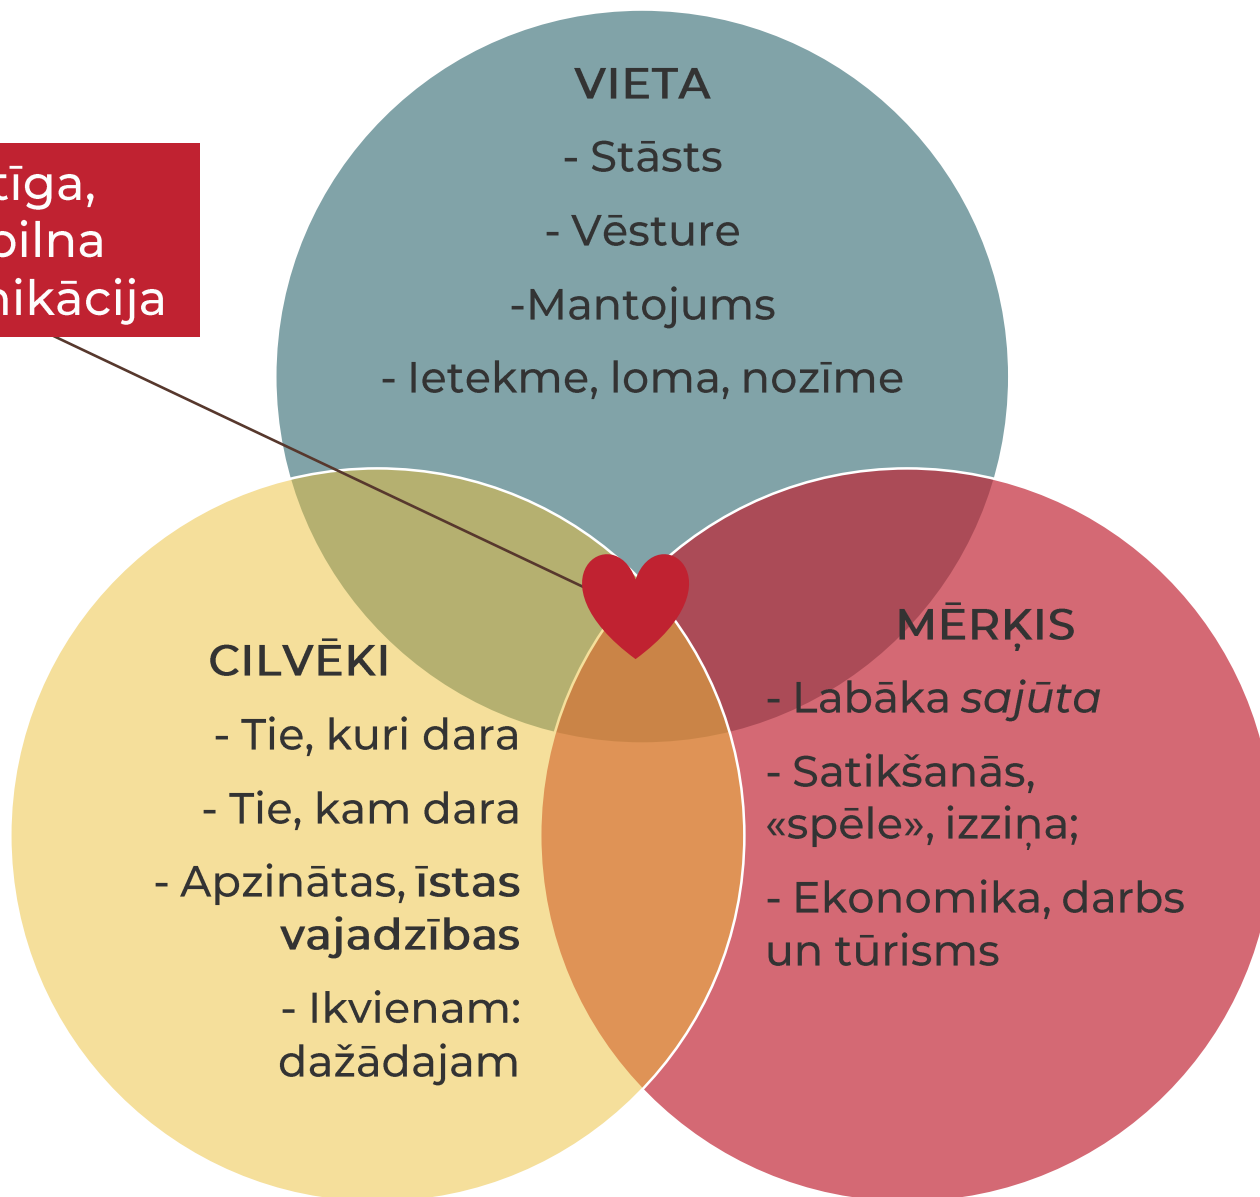 VIETA
- Stāsts
- Vēsture
-Mantojums
- Ietekme, loma, nozīme
tīga,
pilna
nikācija
CILVĒKI
- Tie, kuri dara
- Tie, kam dara
- Apzinātas, īstas
vajadzības
- Ikvienam:
dažādajam
MĒRĶIS
- Labāka sajūta
- Satikšanās,
«spēle», izziņa;
- Ekonomika, darbs
un tūrisms